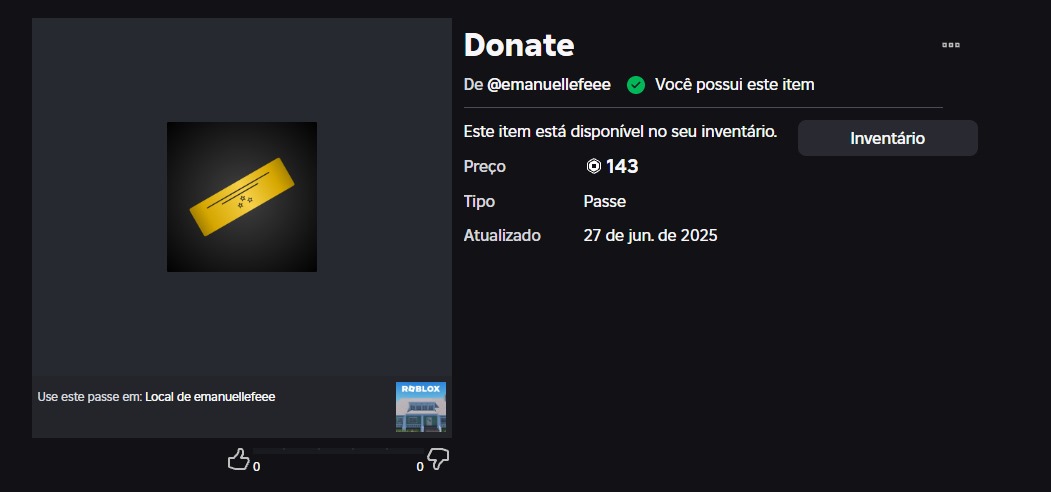 Donate
De @emanuellefeee Você possui este item
Este item está disponível no seu inventário.
Inventário
Preço 143
Tipo Passe
Atualizado 27 de jun. de 2025
Use este passe em: Local de emanuellefeee
ROBLOX
0 0